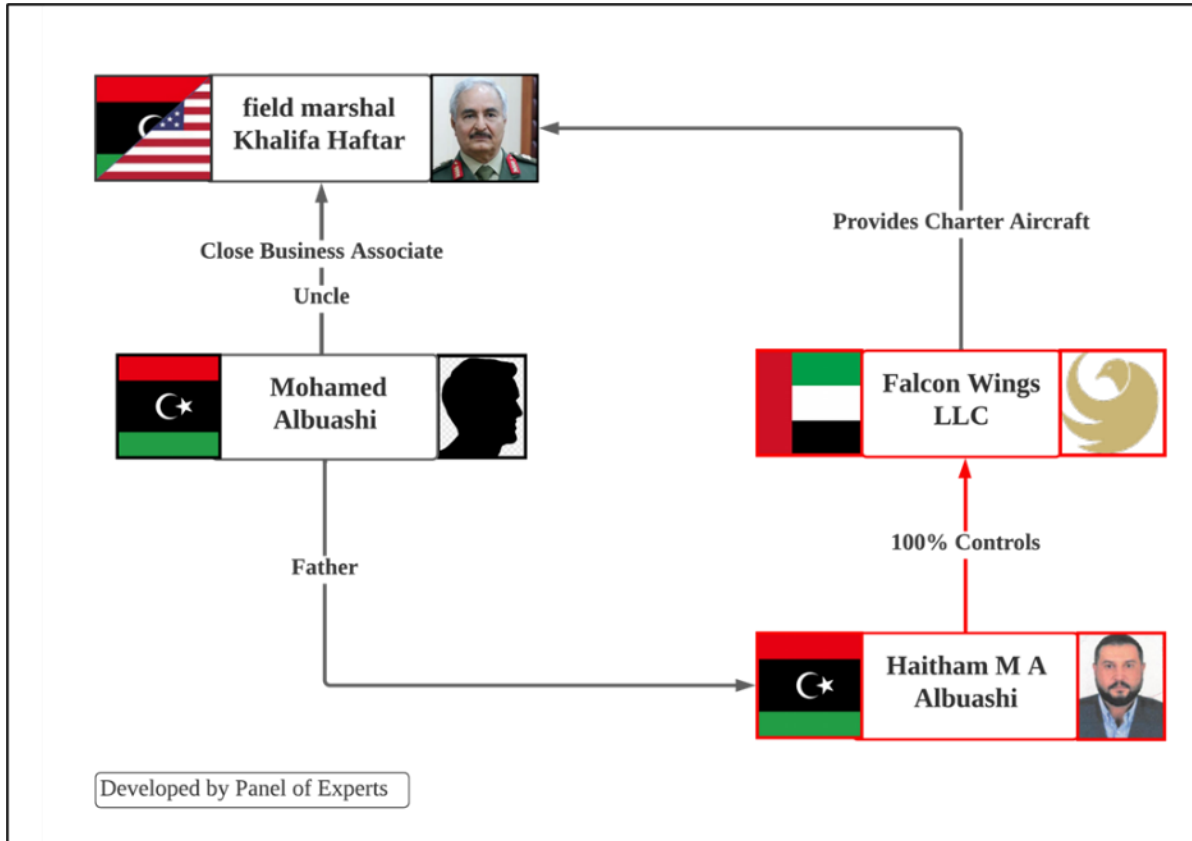 field marshal
Khalifa Haftar
Provides Charter Aircraft
Close Business Associate
Uncle
Mohamed
Albuashi
Falcon Wings
LLC
100% Controls
Father
Haitham M A
Albuashi
Developed by Panel of Experts